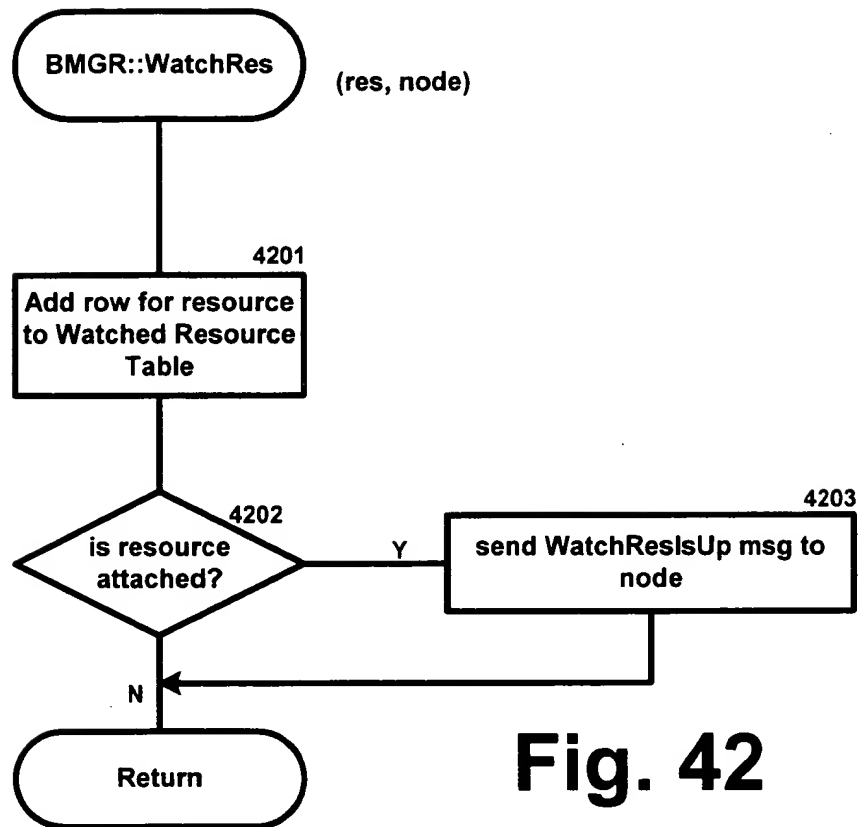 BMGR::WatchRes
(res, node)
4201
Add row for resource
to Watched Resource
Table
4202
is resource
attached?
Y
4203
send WatchResIsUp msg to
node
N
Return
Fig. 42